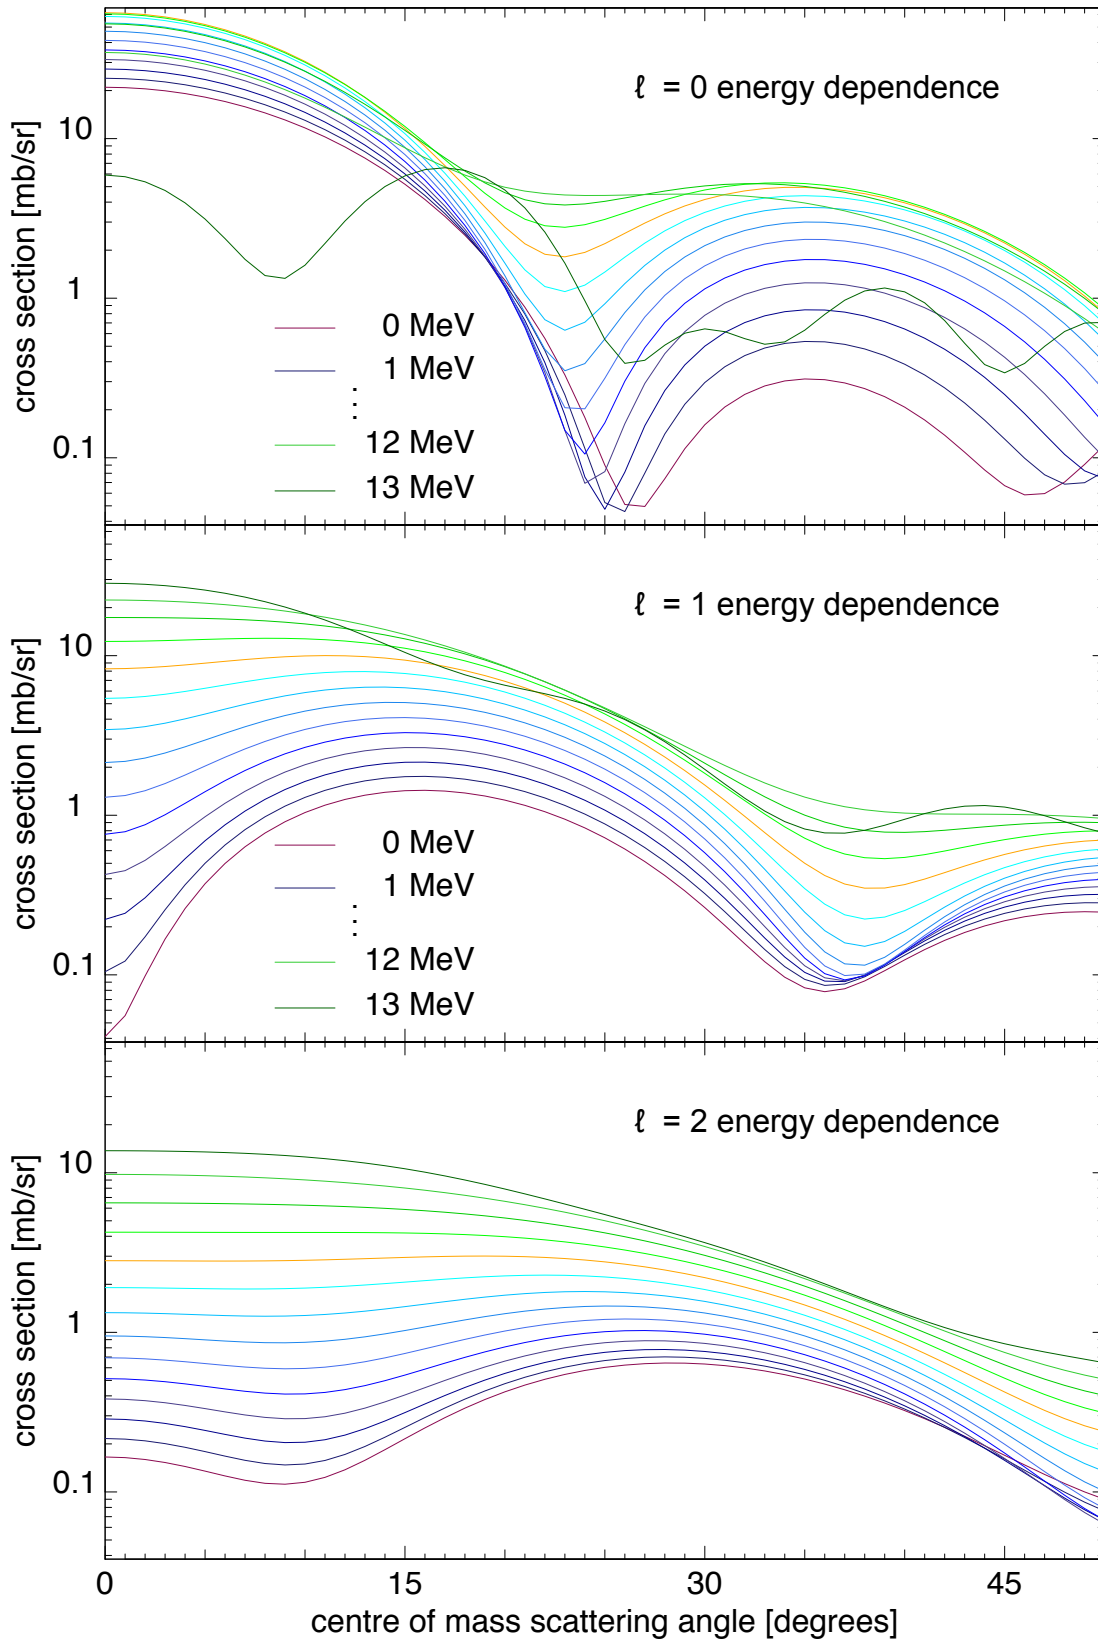 ℓ = 0 energy dependence
cross section [mb/sr]
10
1
0.1
0 MeV
1 MeV
⋮
12 MeV
13 MeV
ℓ = 1 energy dependence
cross section [mb/sr]
10
1
0.1
0 MeV
1 MeV
⋮
12 MeV
13 MeV
ℓ = 2 energy dependence
cross section [mb/sr]
10
1
0.1
0 15 30 45
centre of mass scattering angle [degrees]